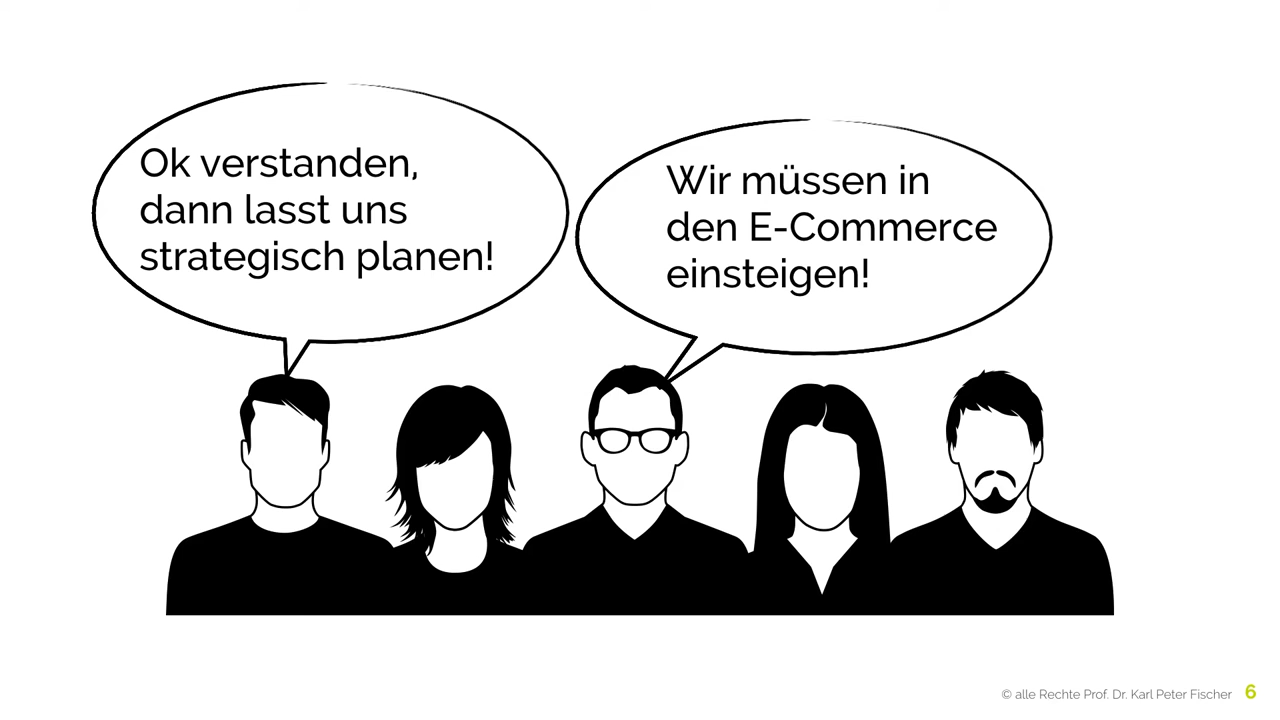 Ok verstanden,
dann lasst uns
strategisch planen!
Wir müssen in
den E-Commerce
einsteigen!
© alle Rechte Prof. Dr. Karl Peter Fischer 6